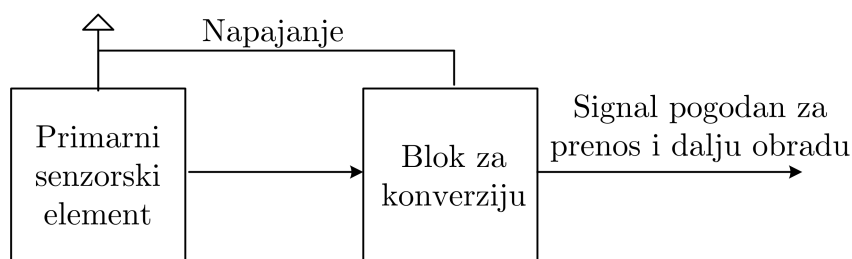 Napajanje
Primarni
senzorski
element
Blok za
konverziju
Signal pogodan za
prenos i dalju obradu